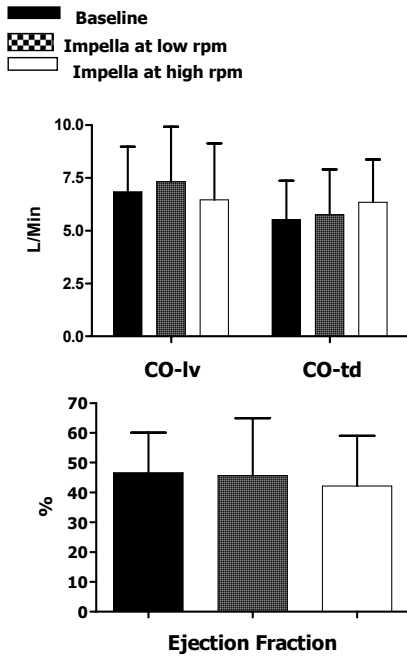 Baseline
Impella at low rpm
Impella at high rpm
10.0
7.5
5.0
2.5
0.0
L/Min
CO-lv CO-td
70
60
50
40
30
20
10
0
%
Ejection Fraction